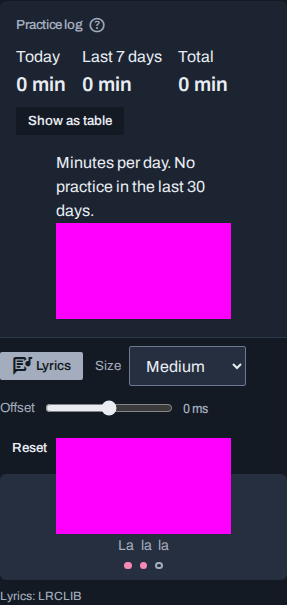 Practice log ?
Today Last 7 days Total
0 min 0 min 0 min
Show as table
Minutes per day. No
practice in the last 30
days.
Lyrics Size Medium
Offset 0 ms
Reset
La la la
Lyrics: LRCLIB